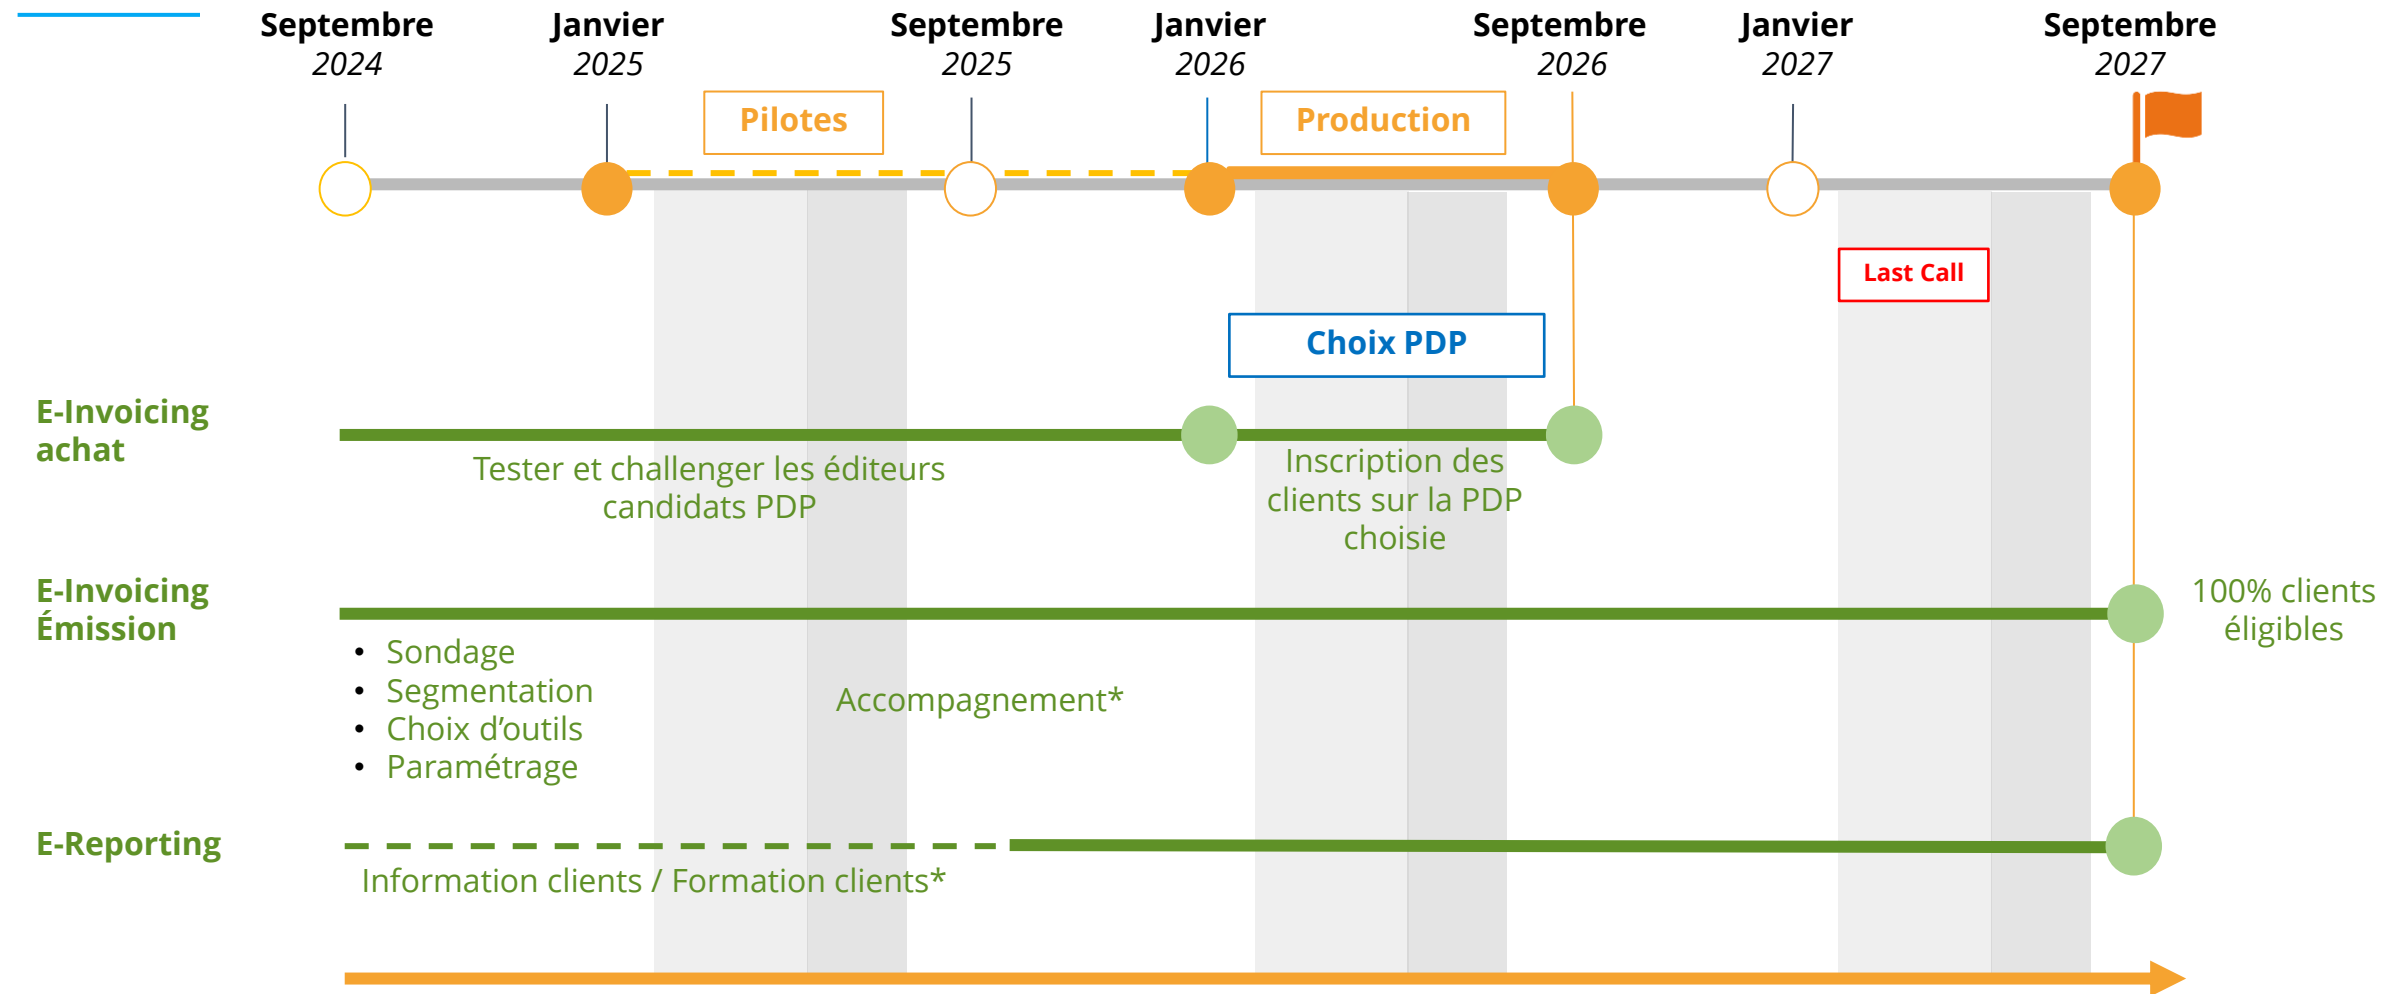 Septembre
2024
Janvier
2025
Septembre
2025
Janvier
2026
Septembre
2026
Janvier
2027
Septembre
2027
Pilotes
Production
Last Call
Choix PDP
E-Invoicing
achat
Tester et challenger les éditeurs
candidats PDP
Inscription des
clients sur la PDP
choisie
E-Invoicing
Émission
100% clients
éligibles
• Sondage
• Segmentation
• Choix d’outils
• Paramétrage
Accompagnement*
E-Reporting
Information clients / Formation clients*